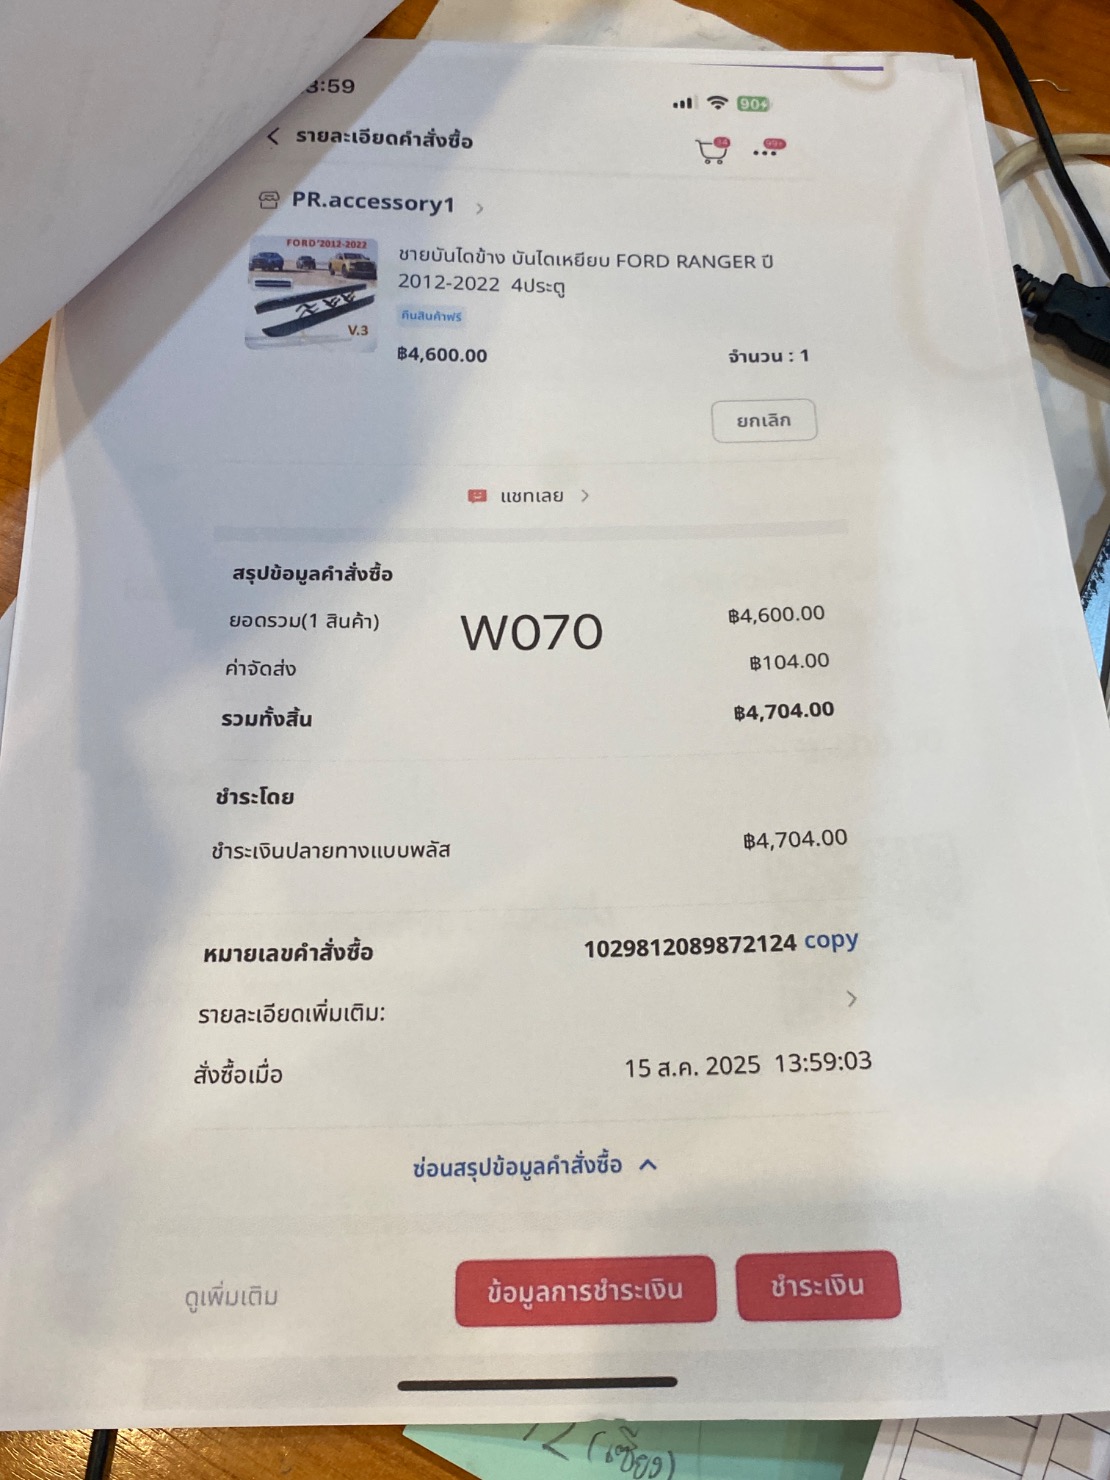 3:59
90
รายละเอียดคำสั่งซื้อ
14
99+
PR.accessory1
FORD'2012-2022
V.3
ชายบันไดข้าง บันไดเหยียบ FORD RANGER ปี
2012-2022 4ประตู
คืนสินค้าฟรี
฿4,600.00
จำนวน : 1
ยกเลิก
แชทเลย
สรุปข้อมูลคำสั่งซื้อ
ยอดรวม(1 สินค้า)
฿4,600.00
W070
ค่าจัดส่ง
฿104.00
รวมทั้งสิ้น
฿4,704.00
ชำระโดย
ชำระเงินปลายทางแบบพลัส
฿4,704.00
หมายเลขคำสั่งซื้อ
1029812089872124 copy
รายละเอียดเพิ่มเติม:
สั่งซื้อเมื่อ
15 ส.ค. 2025 13:59:03
ซ่อนสรุปข้อมูลคำสั่งซื้อ
ดูเพิ่มเติม
ข้อมูลการชำระเงิน
ชำระเงิน